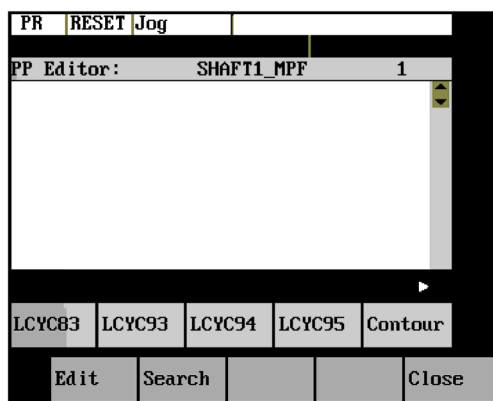 PR RESET Jog
PP Editor: SHAFT1_MPF 1
LCYC83 LCYC93 LCYC94 LCYC95 Contour
Edit Search Close